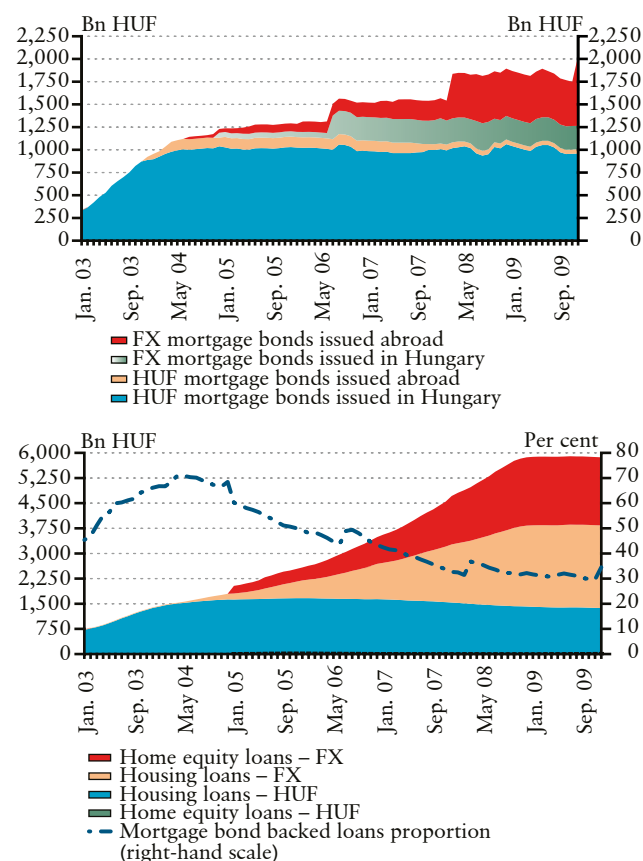 Bn HUF Bn HUF
2,250 2,250
2,000 2,000
1,750 1,750
1,500 1,500
1,250 1,250
1,000 1,000
750 750
500 500
250 250
0 0
Jan. 03 Sep. 03 May 04 Jan. 05 Sep. 05 May 06 Jan. 07 Sep. 07 May 08 Jan. 09 Sep. 09
FX mortgage bonds issued abroad
FX mortgage bonds issued in Hungary
HUF mortgage bonds issued abroad
HUF mortgage bonds issued in Hungary
Bn HUF Per cent
6,000 80
5,250 70
4,500 60
3,750 50
3,000 40
2,250 30
1,500 20
750 10
0 0
Jan. 03 Sep. 03 May 04 Jan. 05 Sep. 05 May 06 Jan. 07 Sep. 07 May 08 Jan. 09 Sep. 09
Home equity loans – FX
Housing loans – FX
Housing loans – HUF
Home equity loans – HUF
Mortgage bond backed loans proportion
(right-hand scale)